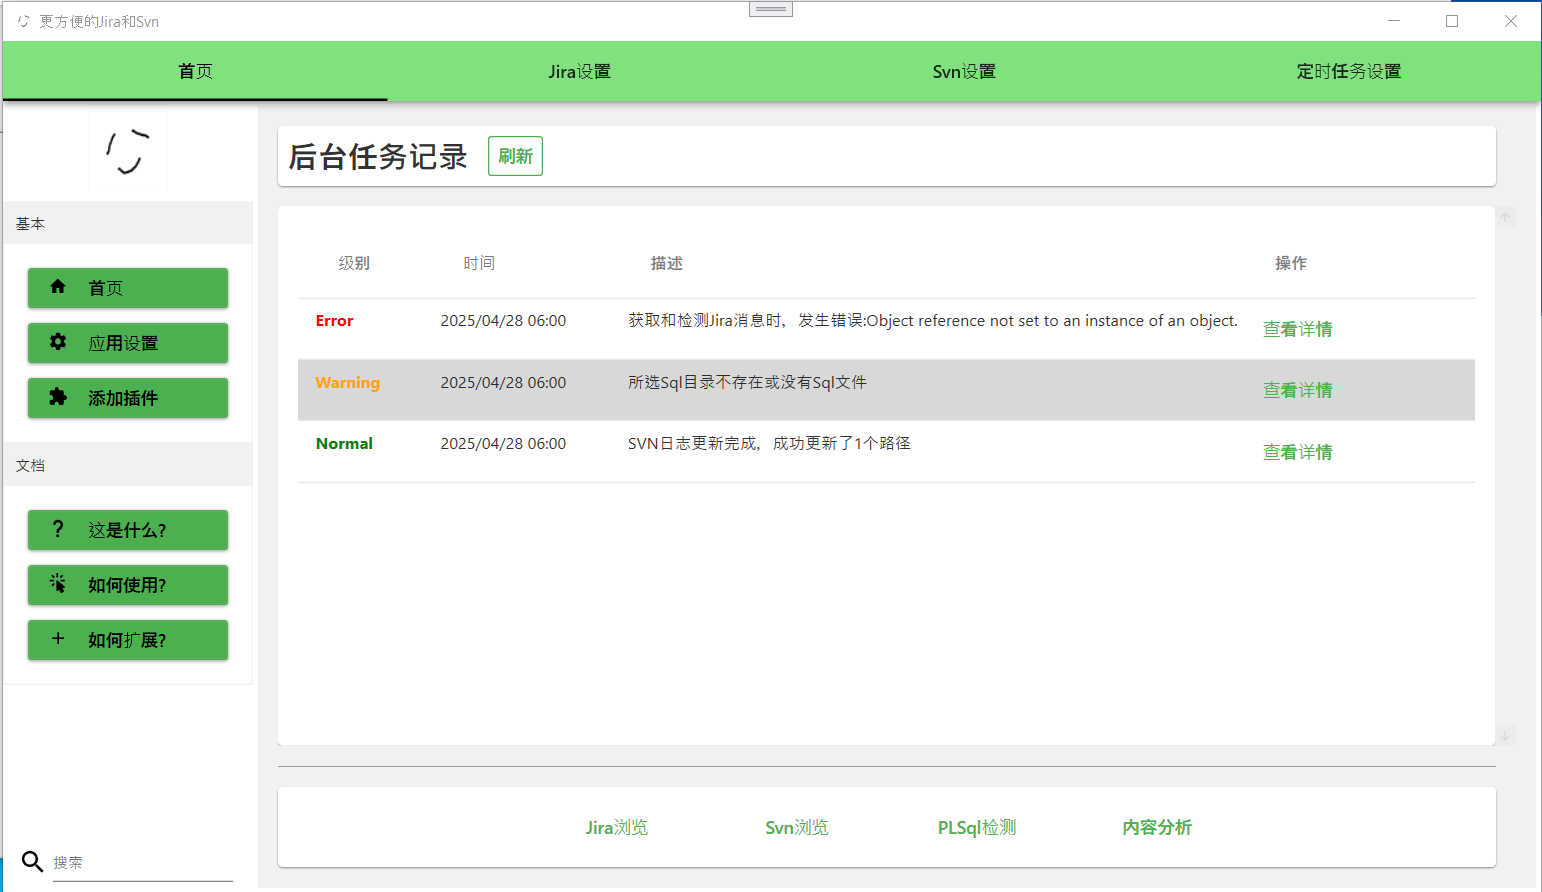 更方便的Jira和Svn
首页 Jira设置 Svn设置 定时任务设置
基本
首页
应用设置
添加插件
文档
这是什么?
如何使用?
如何扩展?
搜索
后台任务记录 刷新
级别 时间 描述 操作
Error 2025/04/28 06:00 获取和检测Jira消息时，发生错误:Object reference not set to an instance of an object. 查看详情
Warning 2025/04/28 06:00 所选Sql目录不存在或没有Sql文件 查看详情
Normal 2025/04/28 06:00 SVN日志更新完成，成功更新了1个路径 查看详情
Jira浏览 Svn浏览 PLSql检测 内容分析